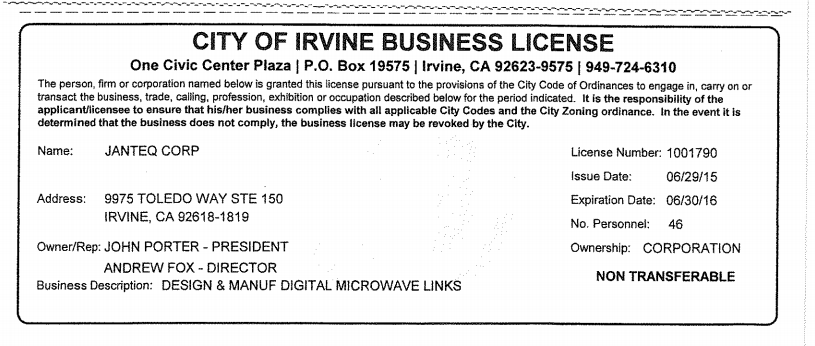 CITY OF IRVINE BUSINESS LICENSE
One Civic Center Plaza | P.O. Box 19575 | Irvine, CA 92623-9575 | 949-724-6310
The person, firm or corporation named below is granted this license pursuant to the provisions of the City Code of Ordinances to engage in, carry on or
transact the business, trade, calling, profession, exhibition or occupation described below for the period indicated. It is the responsibility of the
applicant/licensee to ensure that his/her business complies with all applicable City Codes and the City Zoning ordinance. In the event it is
determined that the business does not comply, the business license may be revoked by the City.
Name: JANTEQ CORP
License Number: 1001790
Issue Date: 06/29/15
Address: 9975 TOLEDO WAY STE 150
Expiration Date: 06/30/16
IRVINE, CA 92618-1819
No. Personnel: 46
Owner/Rep: JOHN PORTER - PRESIDENT
Ownership: CORPORATION
ANDREW FOX - DIRECTOR
NON TRANSFERABLE
Business Description: DESIGN & MANUF DIGITAL MICROWAVE LINKS